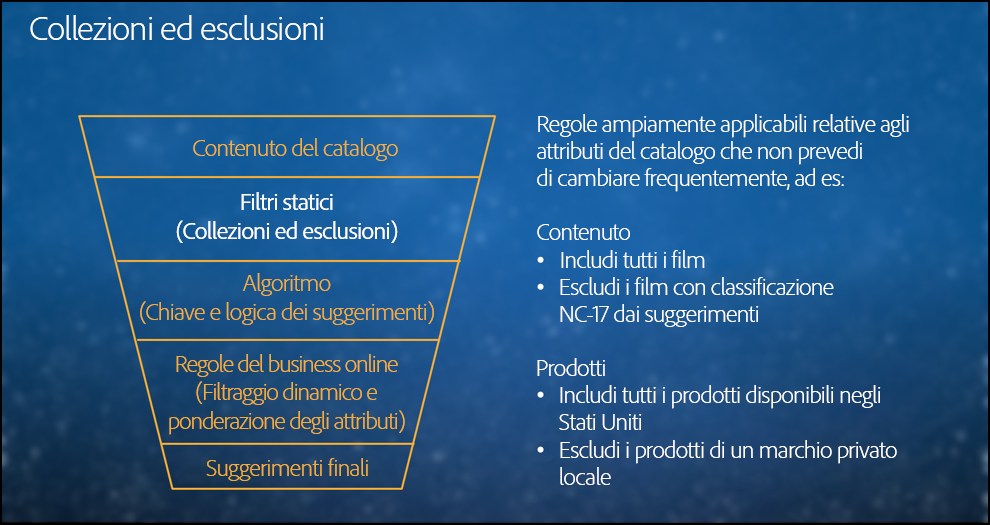 Collezioni ed esclusioni
Contenuto del catalogo
Filtri statici
(Collezioni ed esclusioni)
Algoritmo
(Chiave e logica dei suggerimenti)
Regole del business online
(Filtraggio dinamico e
ponderazione degli attributi)
Suggerimenti finali
Regole ampiamente applicabili relative agli
attributi del catalogo che non prevedi
di cambiare frequentemente, ad es:
Contenuto
• Includi tutti i film
• Escludi i film con classificazione
NC-17 dai suggerimenti
Prodotti
• Includi tutti i prodotti disponibili negli
Stati Uniti
• Escludi i prodotti di un marchio privato
locale